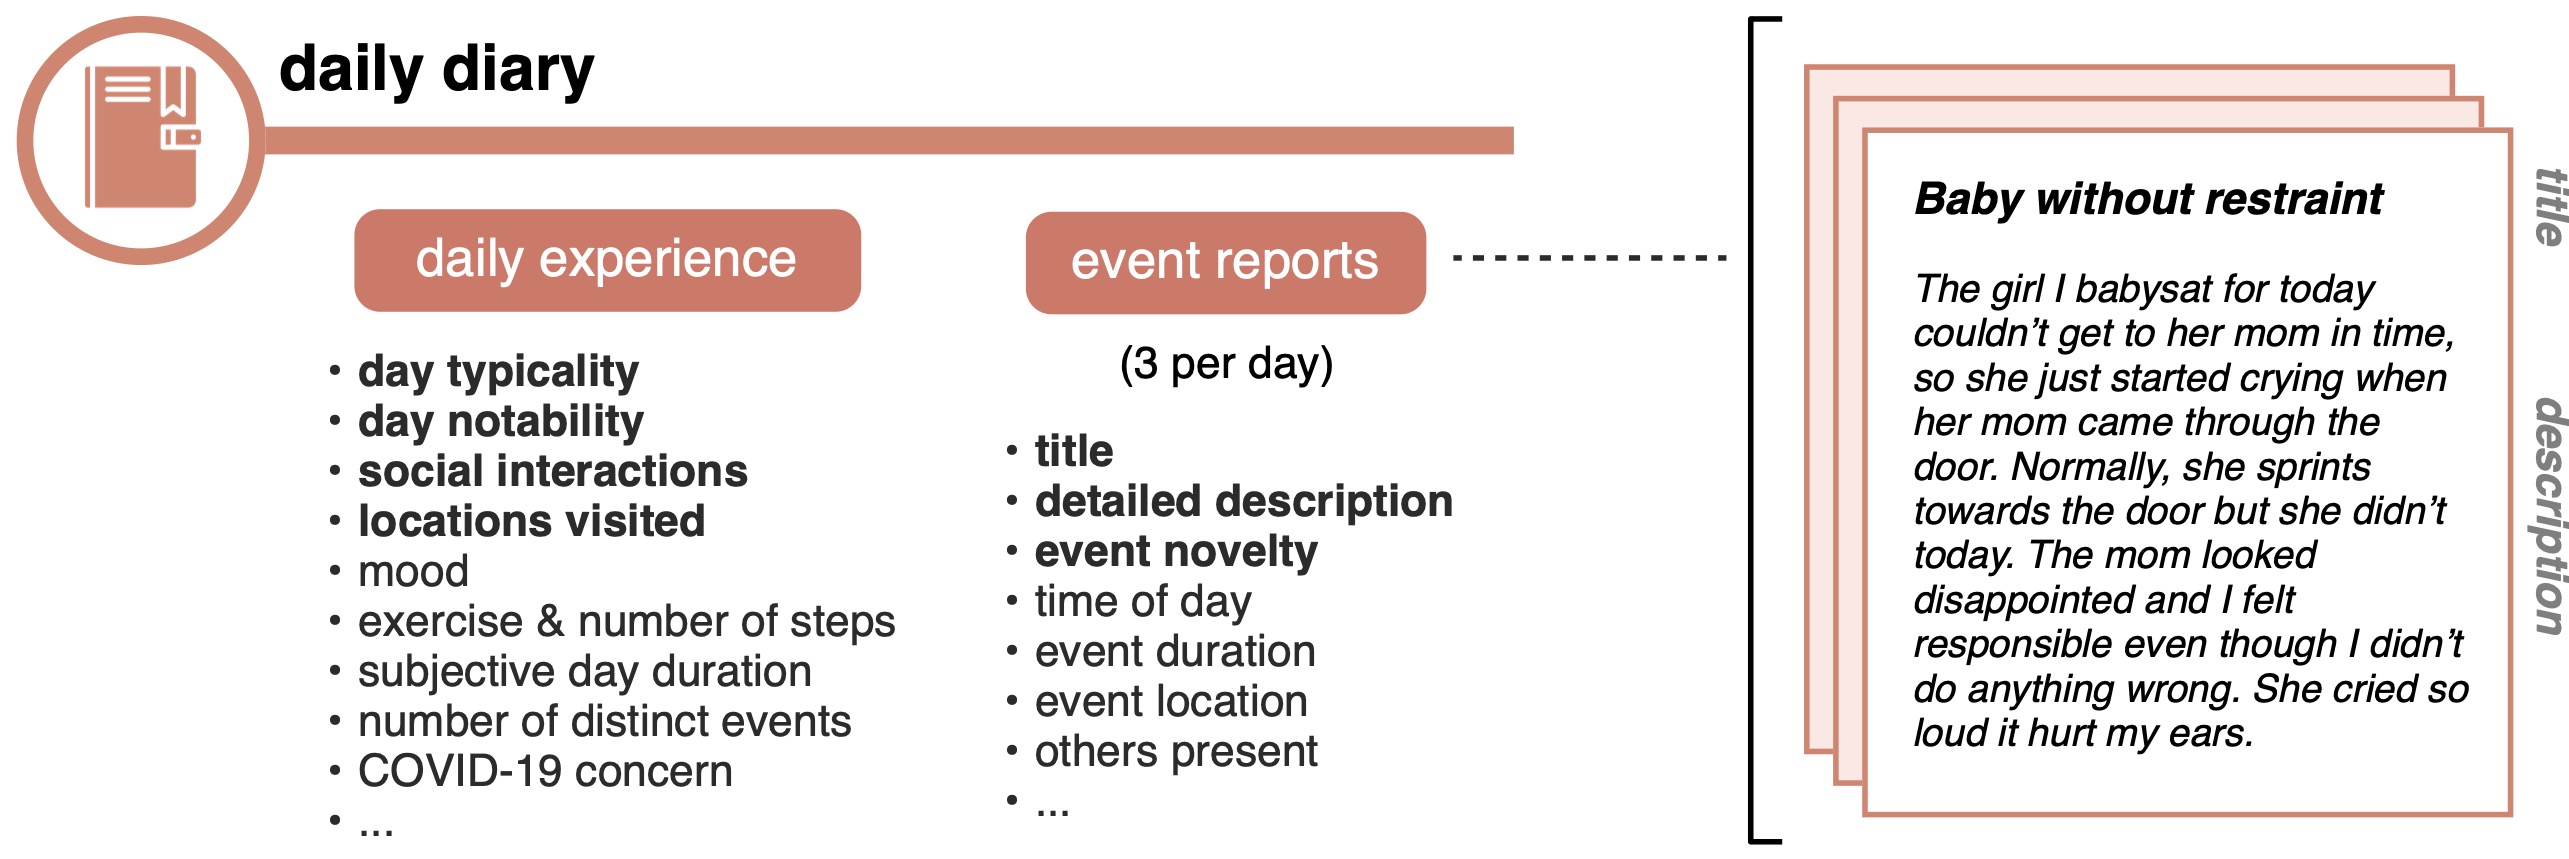 daily diary
daily experience
• day typicality
• day notability
• social interactions
• locations visited
• mood
• exercise & number of steps
• subjective day duration
• number of distinct events
• COVID-19 concern
• ...
event reports
(3 per day)
• title
• detailed description
• event novelty
• time of day
• event duration
• event location
• others present
• ...
Baby without restraint
The girl I babysat for today
couldn’t get to her mom in time,
so she just started crying when
her mom came through the
door. Normally, she sprints
towards the door but she didn’t
today. The mom looked
disappointed and I felt
responsible even though I didn’t
do anything wrong. She cried so
loud it hurt my ears.
title
description